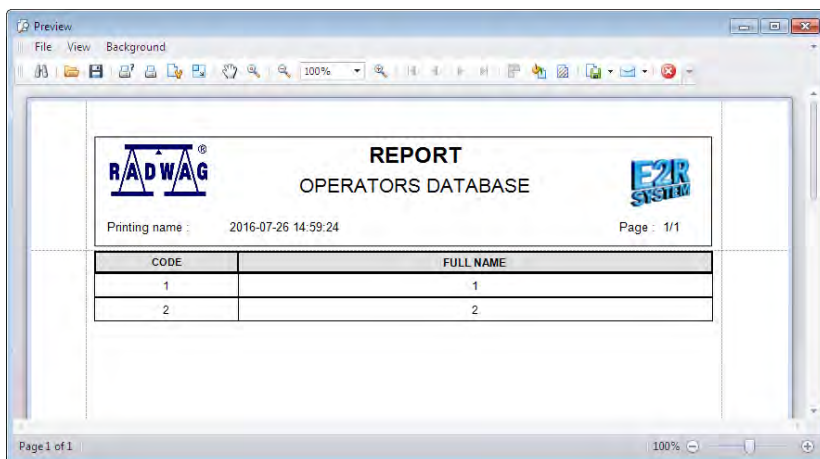 Preview
File View Background
100%
RADWAG ®
REPORT
OPERATORS DATABASE
E2R
SYSTEM
Printing name : 2016-07-26 14:59:24 Page : 1/1
CODE FULL NAME
1 1
2 2
Page 1 of 1 100%